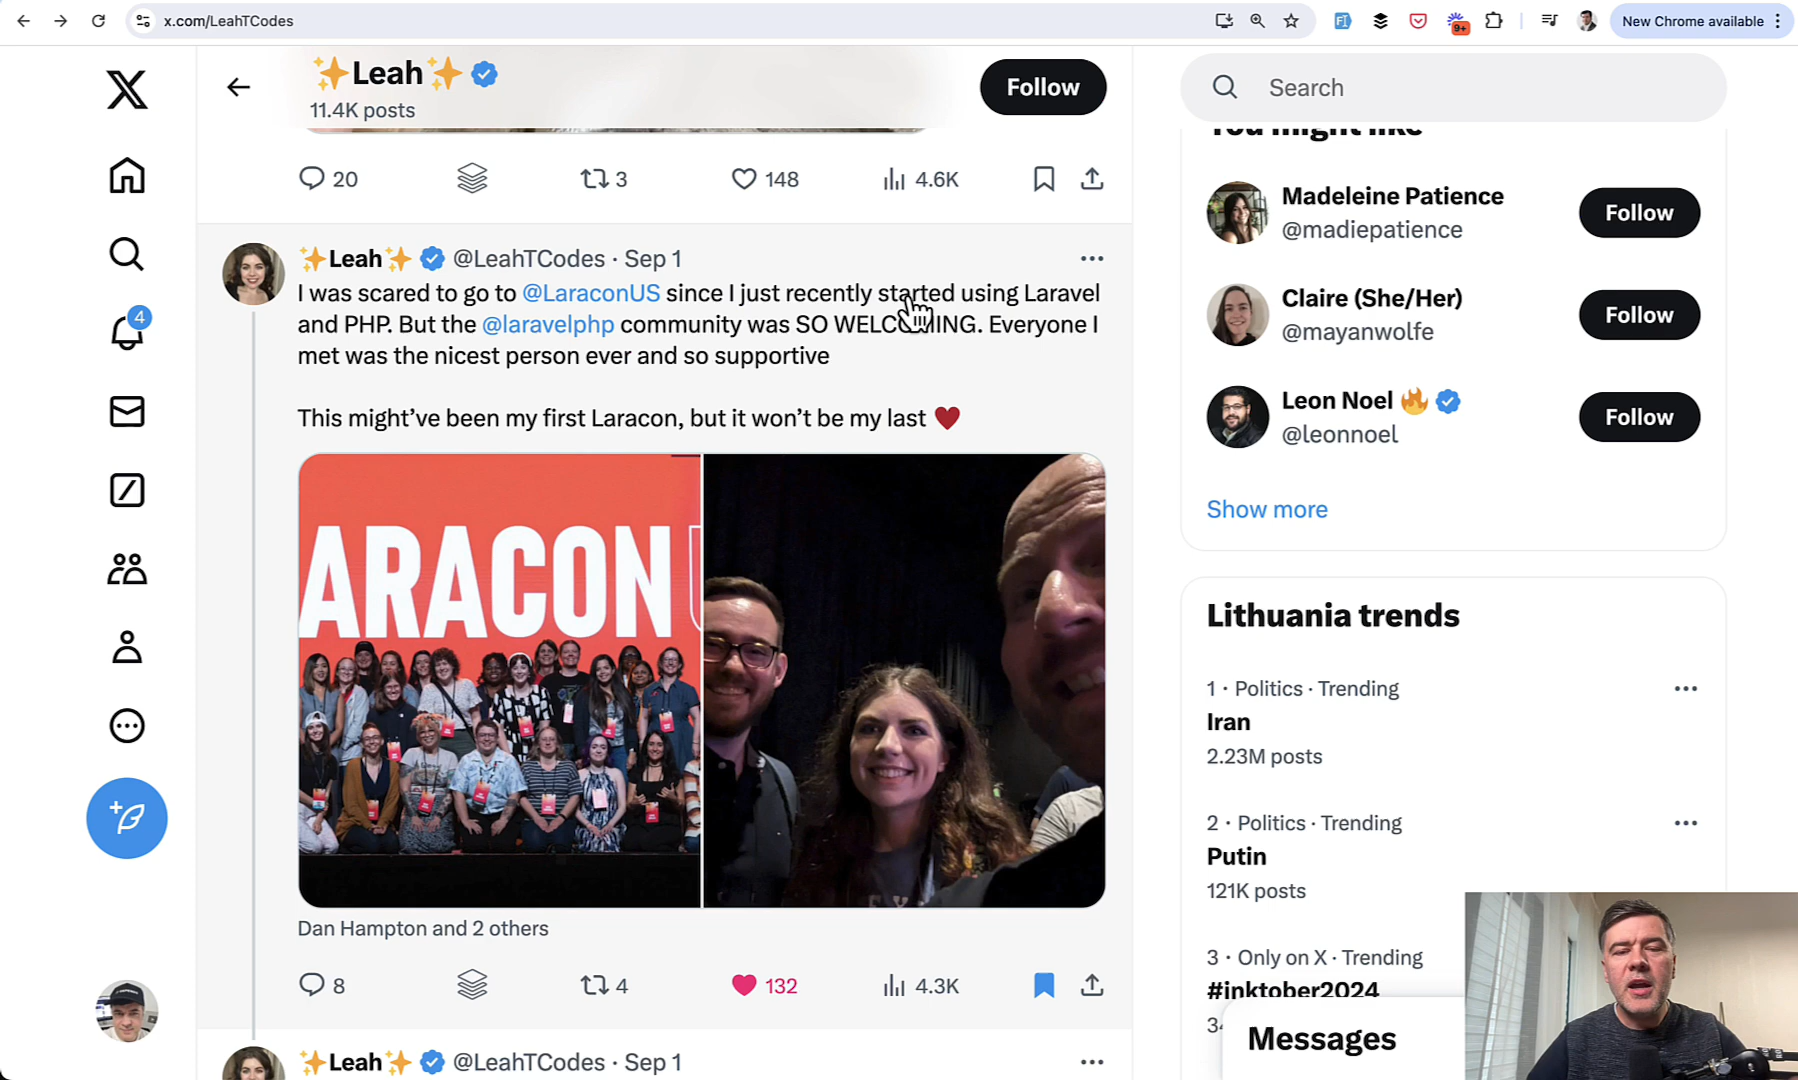 x.com/LeahTCodes
9+
New Chrome available
✨Leah✨
11.4K posts
Follow
Search
You might like
20
3
148
4.6K
Madeleine Patience
@madiepatience
Follow
Claire (She/Her)
@mayanwolfe
Follow
Leon Noel 🔥
@leonnoel
Follow
Show more
4
✨Leah✨ @LeahTCodes · Sep 1
I was scared to go to @LaraconUS since I just recently started using Laravel
and PHP. But the @laravelphp community was SO WELCOMING. Everyone I
met was the nicest person ever and so supportive
This might’ve been my first Laracon, but it won’t be my last ♥
ARACON
Dan Hampton and 2 others
8
4
132
4.3K
Lithuania trends
1 · Politics · Trending
Iran
2.23M posts
2 · Politics · Trending
Putin
121K posts
3 · Only on X · Trending
#inktober2024
Messages
✨Leah✨ @LeahTCodes · Sep 1